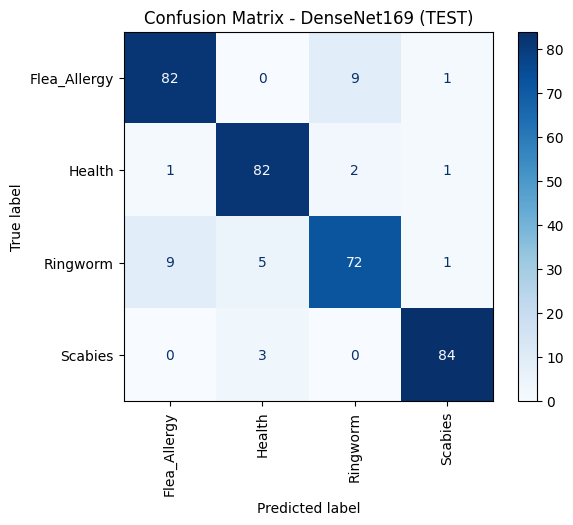 Confusion Matrix - DenseNet169 (TEST)
True label
Flea_Allergy 82 0 9 1
Health 1 82 2 1
Ringworm 9 5 72 1
Scabies 0 3 0 84
Flea_Allergy Health Ringworm Scabies
Predicted label
80
70
60
50
40
30
20
10
0